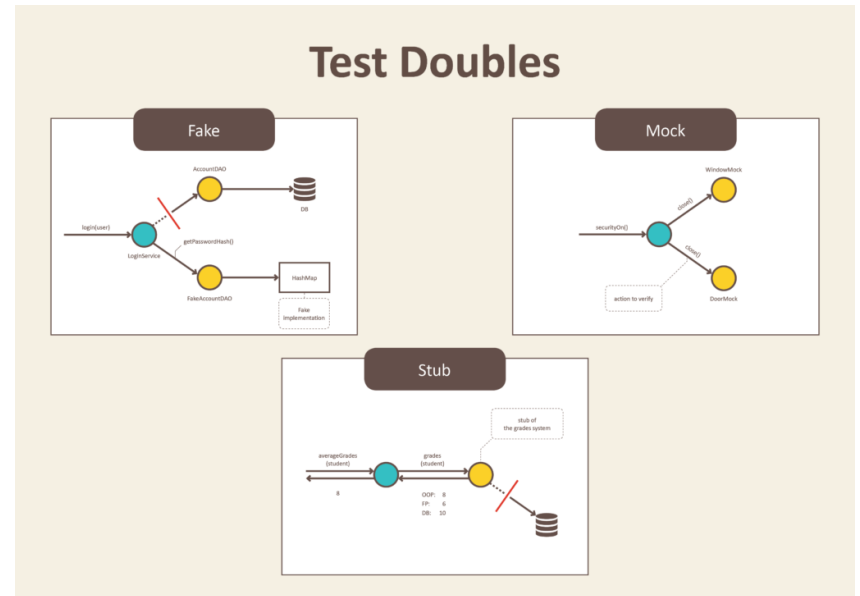 Test Doubles
Fake
AccountDAO
DB
login(user)
getPasswordHash()
LoginService
HashMap
FakeAccountDAO
Fake
implementation
Mock
WindowMock
close()
securityOn()
close()
action to verify
DoorMock
Stub
stub of
the grades system
averageGrades
(student)
grades
(student)
8
OOP: 8
FP: 6
DB: 10